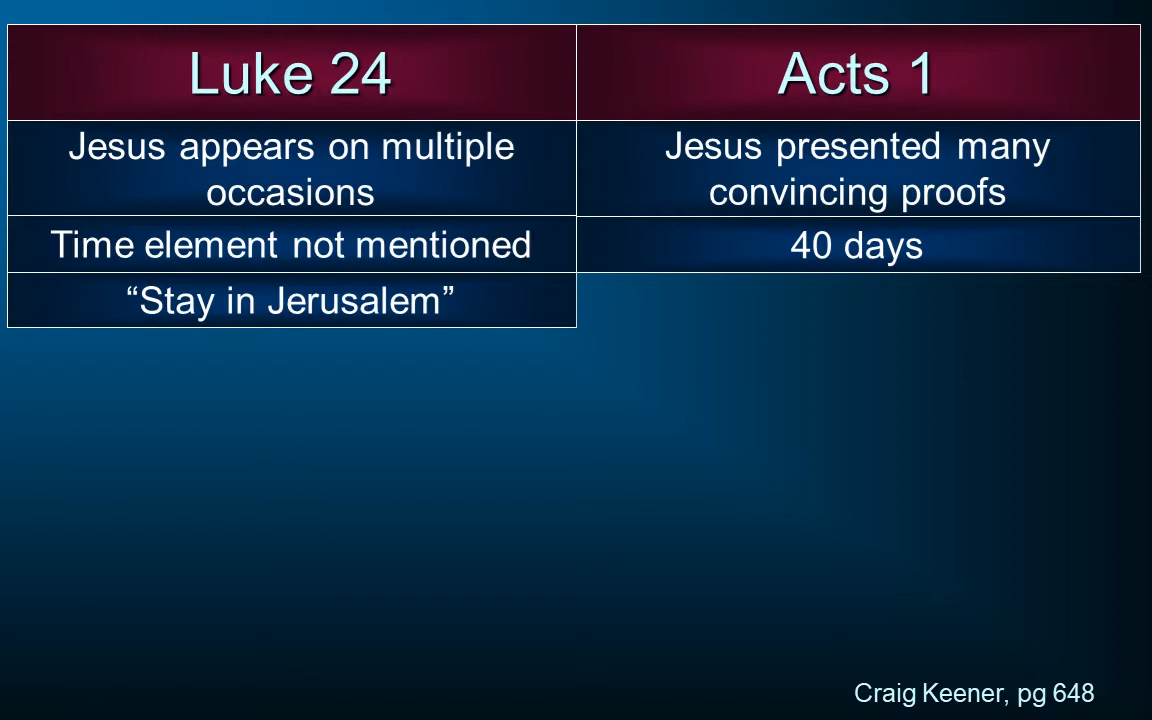 Luke 24
Acts 1
Jesus appears on multiple
occasions
Jesus presented many
convincing proofs
Time element not mentioned
40 days
“Stay in Jerusalem”
Craig Keener, pg 648